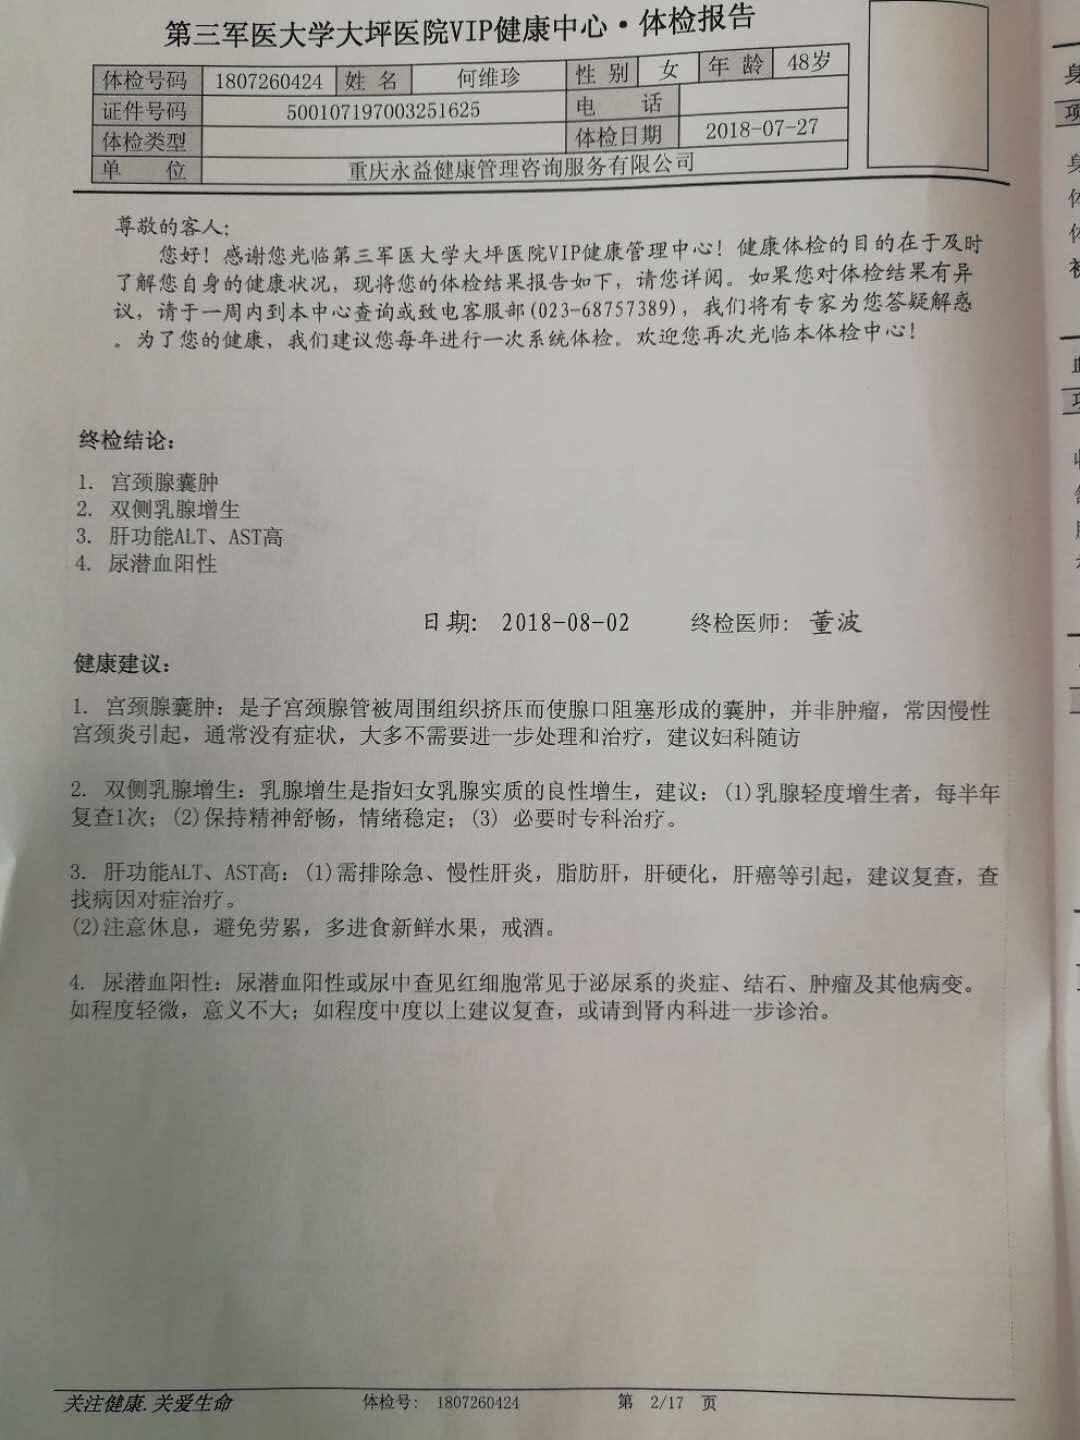 第三军医大学大坪医院VIP健康中心·体检报告
体检号码 1807260424 姓 名 何维珍 性 别 女 年 龄 48岁
证件号码 500107197003251625 电 话
体检类型 体检日期 2018-07-27
单 位 重庆永益健康管理咨询服务有限公司
尊敬的客人：
您好！感谢您光临第三军医大学大坪医院VIP健康管理中心！健康体检的目的在于及时
了解您自身的健康状况，现将您的体检结果报告如下，请您详阅。如果您对体检结果有异
议，请于一周内到本中心查询或致电客服部(023-68757389)，我们将有专家为您答疑解惑
。为了您的健康，我们建议您每年进行一次系统体检。欢迎您再次光临本体检中心！
终检结论：
1. 宫颈腺囊肿
2. 双侧乳腺增生
3. 肝功能ALT、AST高
4. 尿潜血阳性
日期： 2018-08-02 终检医师： 董波
健康建议：
1. 宫颈腺囊肿：是子宫颈腺管被周围组织挤压而使腺口阻塞形成的囊肿，并非肿瘤，常因慢性
宫颈炎引起，通常没有症状，大多不需要进一步处理和治疗，建议妇科随访
2. 双侧乳腺增生：乳腺增生是指妇女乳腺实质的良性增生，建议：(1)乳腺轻度增生者，每半年
复查1次；(2)保持精神舒畅，情绪稳定；(3) 必要时专科治疗。
3. 肝功能ALT、AST高：(1)需排除急、慢性肝炎，脂肪肝，肝硬化，肝癌等引起，建议复查，查
找病因对症治疗。
(2)注意休息，避免劳累，多进食新鲜水果，戒酒。
4. 尿潜血阳性：尿潜血阳性或尿中查见红细胞常见于泌尿系的炎症、结石、肿瘤及其他病变。
如程度轻微，意义不大；如程度中度以上建议复查，或请到肾内科进一步诊治。
关注健康.关爱生命 体检号： 1807260424 第 2/17 页